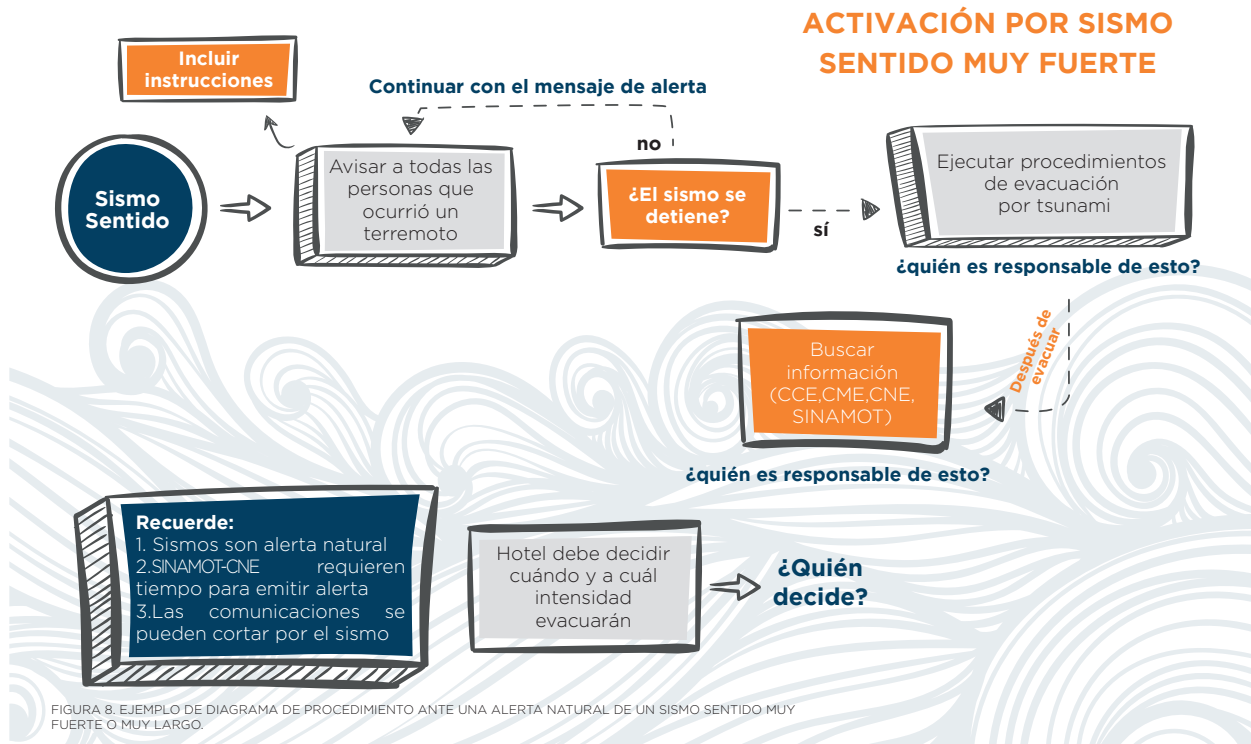 ACTIVACIÓN POR SISMO
SENTIDO MUY FUERTE
Incluir
instrucciones
Continuar con el mensaje de alerta
Sismo
Sentido
Avisar a todas las
personas que
ocurrió un
terremoto
no
¿El sismo se
detiene?
sí
Ejecutar procedimientos
de evacuación
por tsunami
¿quién es responsable de esto?
Después de
evacuar
Buscar
información
(CCE,CME,CNE,
SINAMOT)
¿quién es responsable de esto?
Recuerde:
1. Sismos son alerta natural
2.SINAMOT-CNE requieren
tiempo para emitir alerta
3.Las comunicaciones se
pueden cortar por el sismo
Hotel debe decidir
cuándo y a cuál
intensidad
evacuarán
¿Quién
decide?
FIGURA 8. EJEMPLO DE DIAGRAMA DE PROCEDIMIENTO ANTE UNA ALERTA NATURAL DE UN SISMO SENTIDO MUY
FUERTE O MUY LARGO.